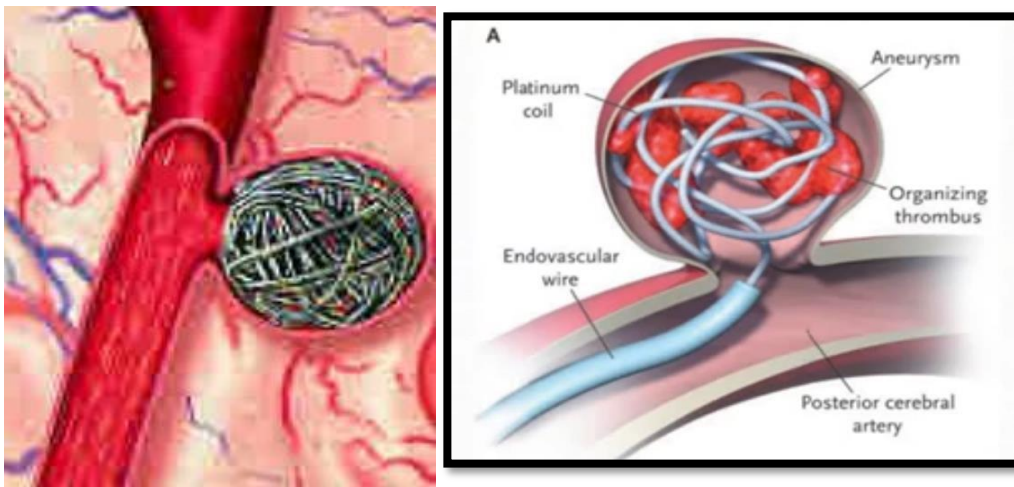 A
Aneurysm
Platinum
coil
Organizing
thrombus
Endovascular
wire
Posterior cerebral
artery